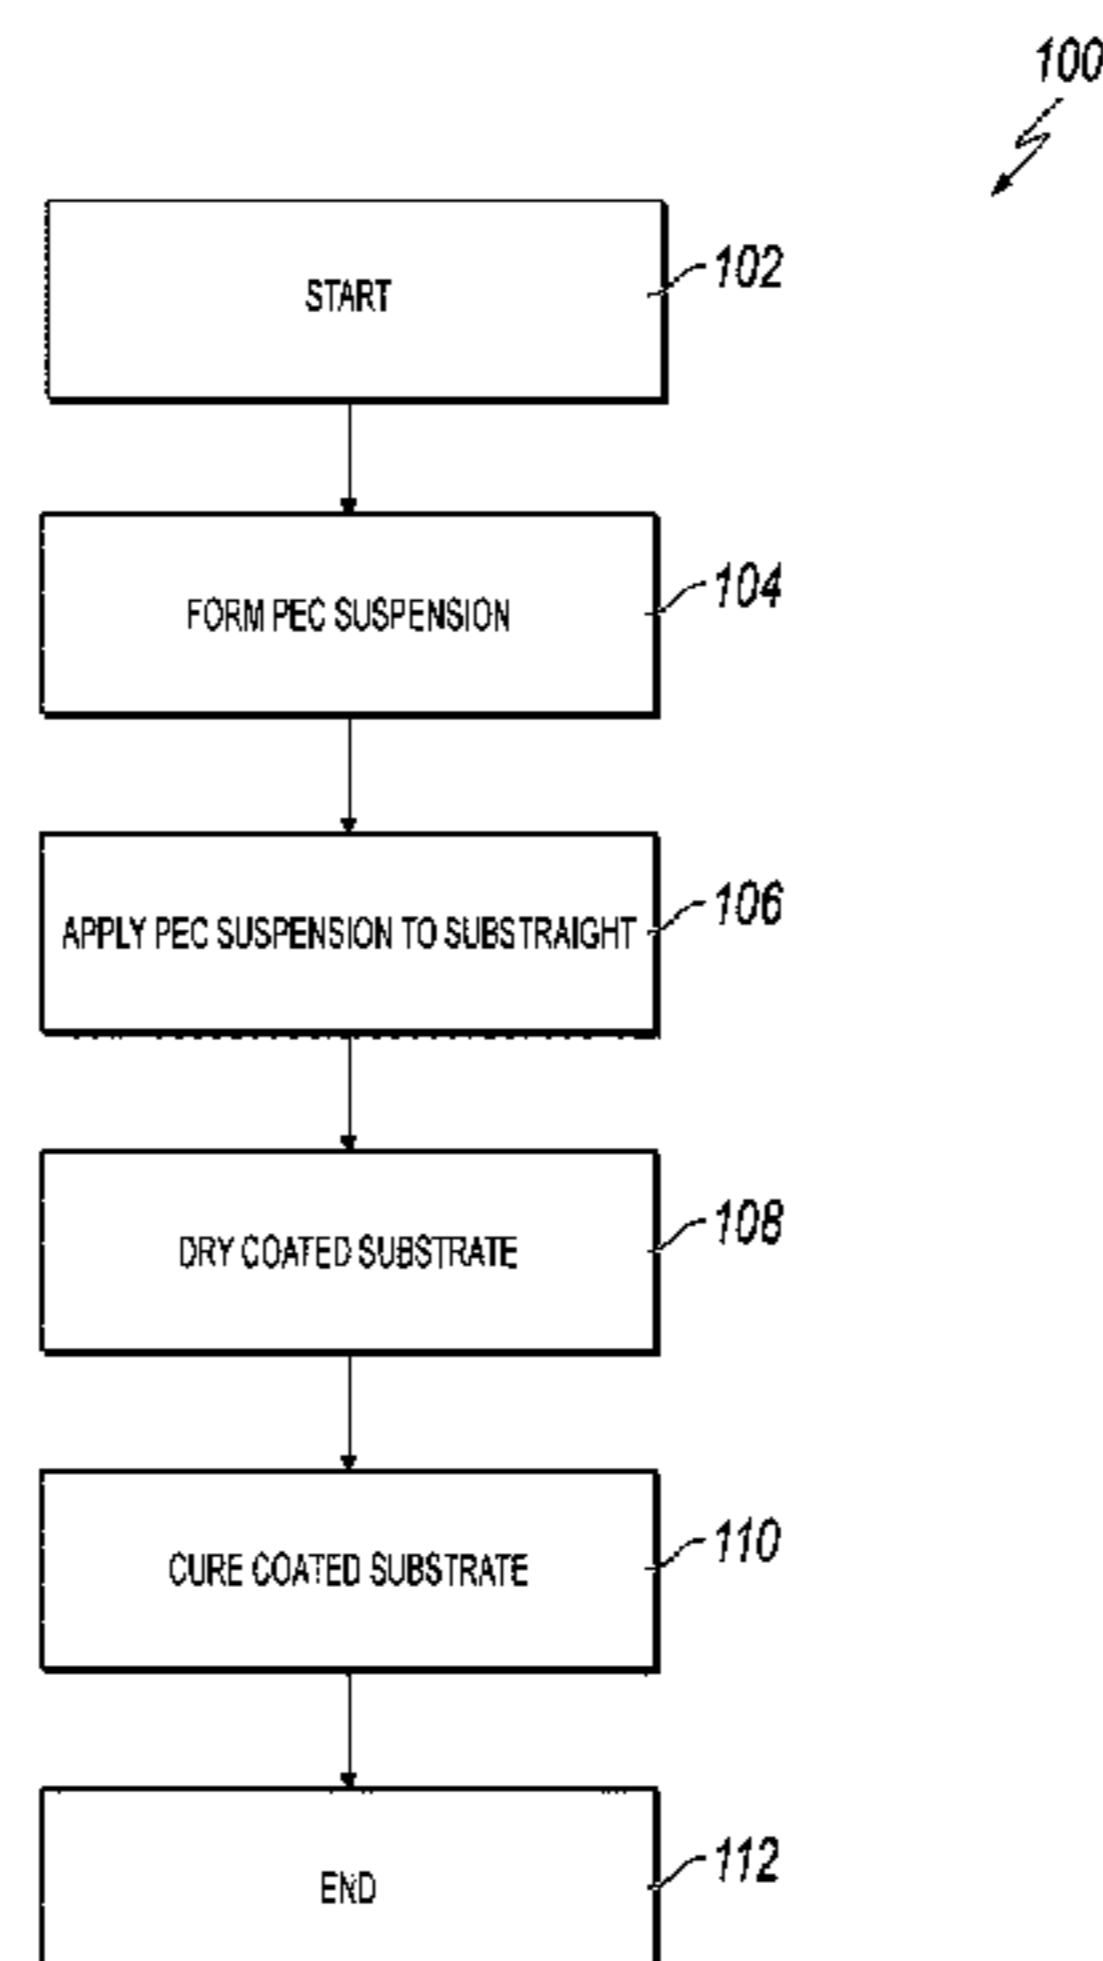 100
START
102
FORM PEC SUSPENSION
104
APPLY PEC SUSPENSION TO SUBSTRAIGHT
106
DRY COATED SUBSTRATE
108
CURE COATED SUBSTRATE
110
END
112